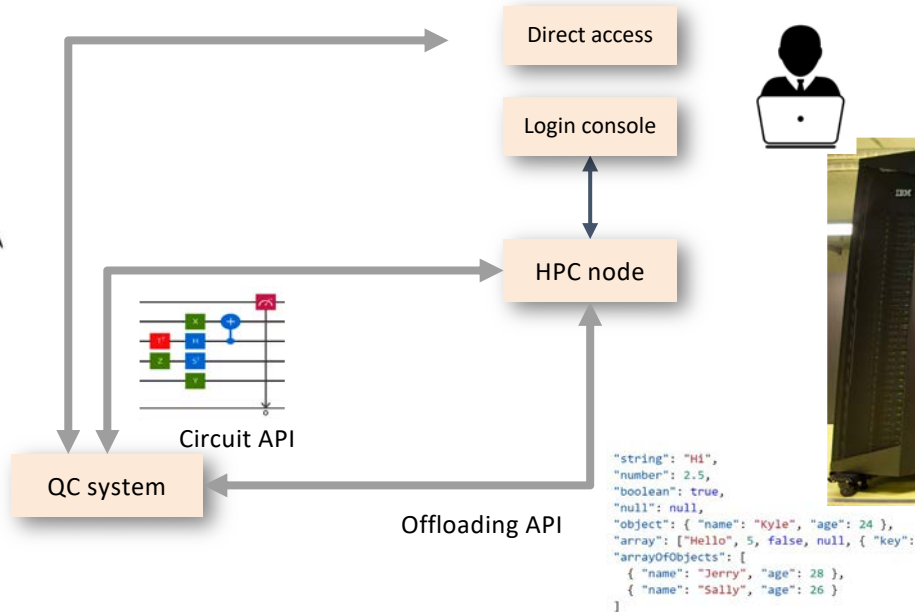 Direct access
Login console
IBM
HPC node
X
H
Z
Y
Circuit API
QC system
Offloading API
"string": "Hi",
"number": 2.5,
"boolean": true,
"null": null,
"object": { "name": "Kyle", "age": 24 },
"array": ["Hello", 5, false, null, { "key":
"arrayOfObjects": [
{ "name": "Jerry", "age": 28 },
{ "name": "Sally", "age": 26 }
]